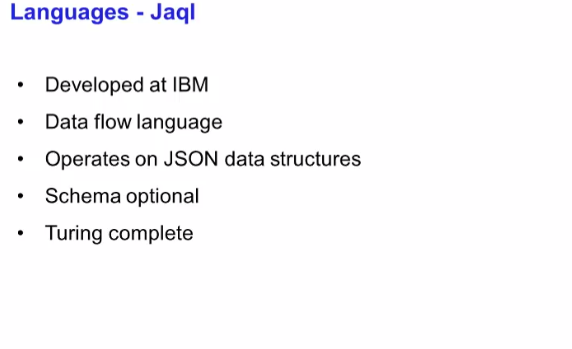 Languages - Jaql
• Developed at IBM
• Data flow language
• Operates on JSON data structures
• Schema optional
• Turing complete